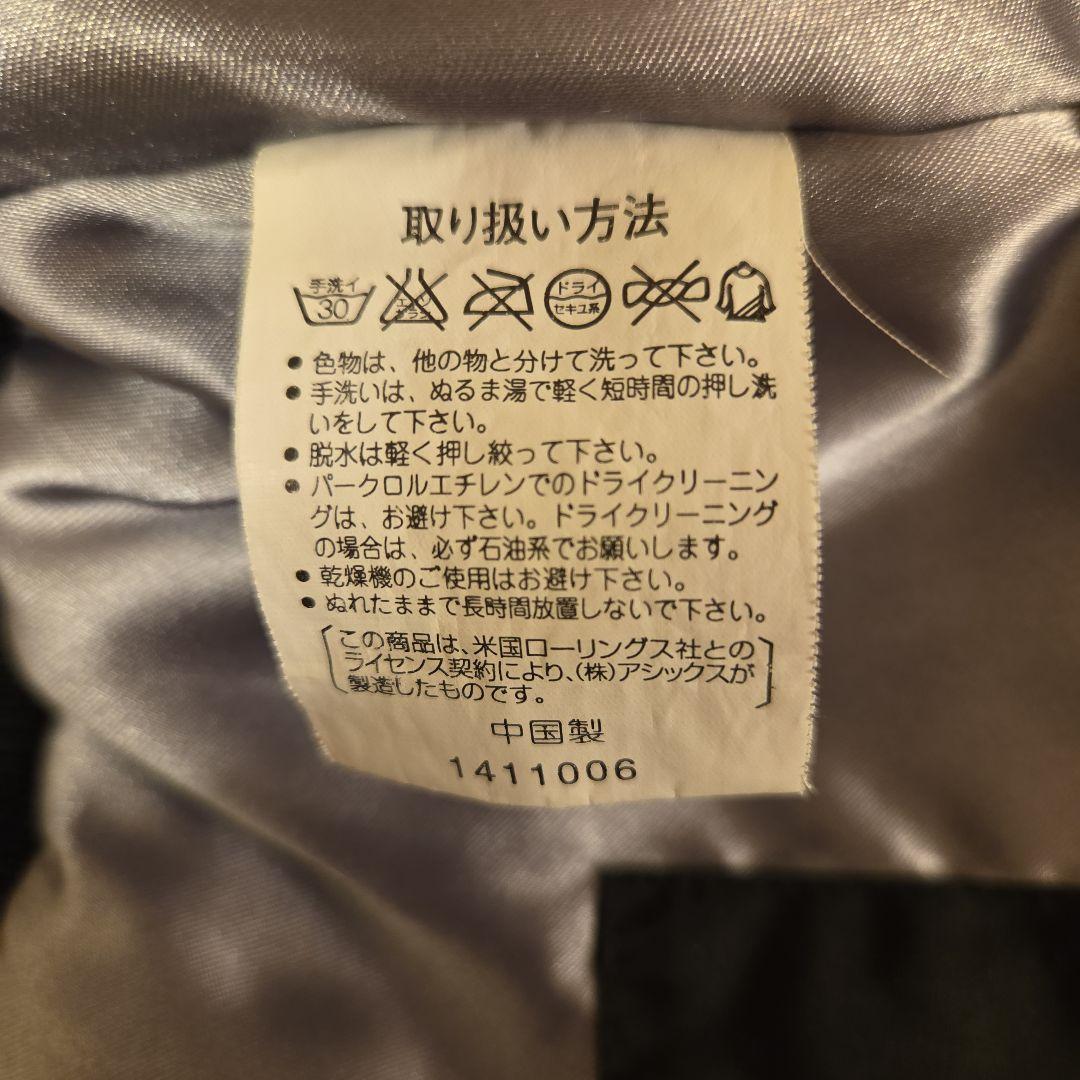 取り扱い方法
手洗イ 30 エンソサラシ ドライ セキユ系
● 色物は、他の物と分けて洗って下さい。
● 手洗いは、ぬるま湯で軽く短時間の押し洗
いをして下さい。
● 脱水は軽く押し絞って下さい。
● パークロルエチレンでのドライクリーニン
グは、お避け下さい。ドライクリーニング
の場合は、必ず石油系でお願いします。
● 乾燥機のご使用はお避け下さい。
● ぬれたままで長時間放置しないで下さい。
この商品は、米国ローリングス社との
ライセンス契約により、(株)アシックスが
製造したものです。
中国製
1411006